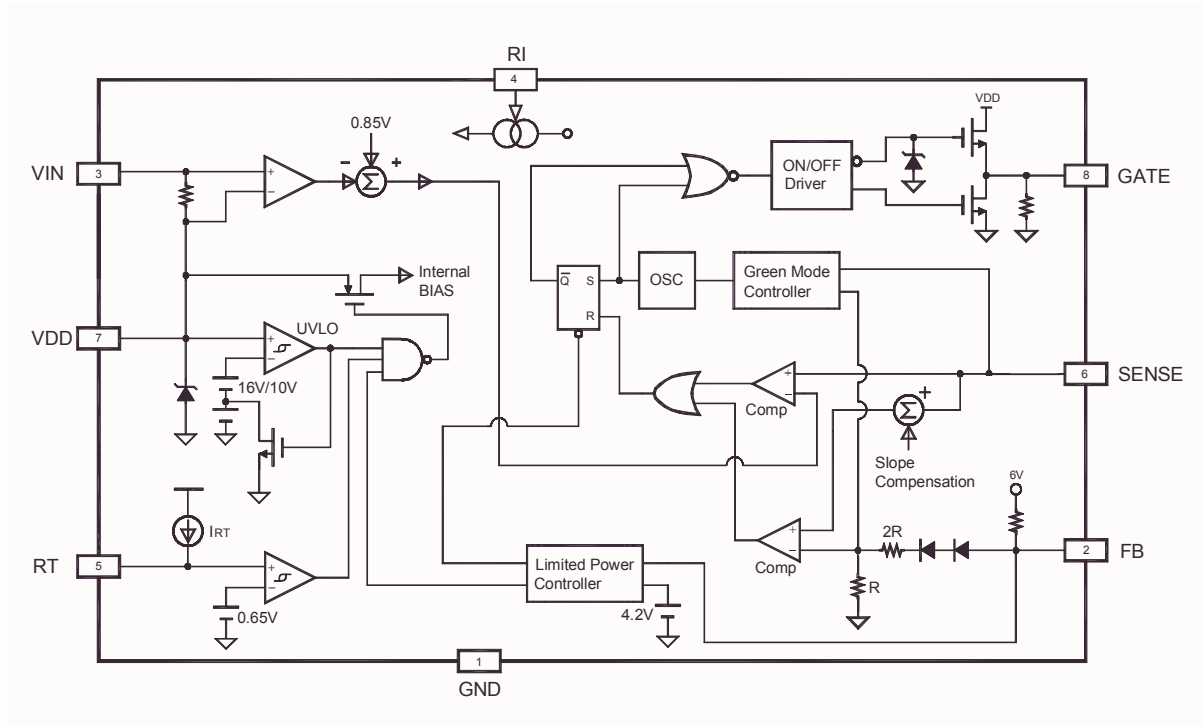 RI
4
VIN
3
0.85V
+
−
−
Σ
+
VDD
ON/OFF
Driver
8
GATE
Internal
BIAS
Q
S
R
OSC
Green Mode
Controller
VDD
7
UVLO
+
−
16V/10V
+
−
Comp
6
SENSE
Σ
+
Slope
Compensation
6V
IRT
RT
5
+
−
0.65V
Limited Power
Controller
4.2V
+
−
Comp
2R
R
2
FB
1
GND